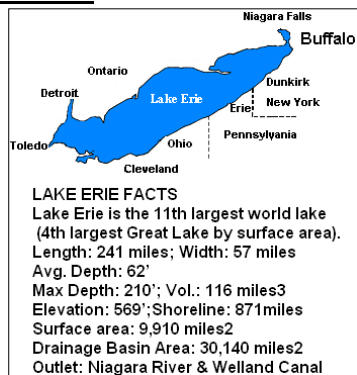 Niagara Falls
Buffalo
Ontario
Dunkirk
Detroit
Lake Erie
New York
Erie
Toledo
Ohio
Pennsylvania
Cleveland
LAKE ERIE FACTS
Lake Erie is the 11th largest world lake
(4th largest Great Lake by surface area).
Length: 241 miles; Width: 57 miles
Avg. Depth: 62'
Max Depth: 210'; Vol.: 116 miles3
Elevation: 569';Shoreline: 871miles
Surface area: 9,910 miles2
Drainage Basin Area: 30,140 miles2
Outlet: Niagara River & Welland Canal